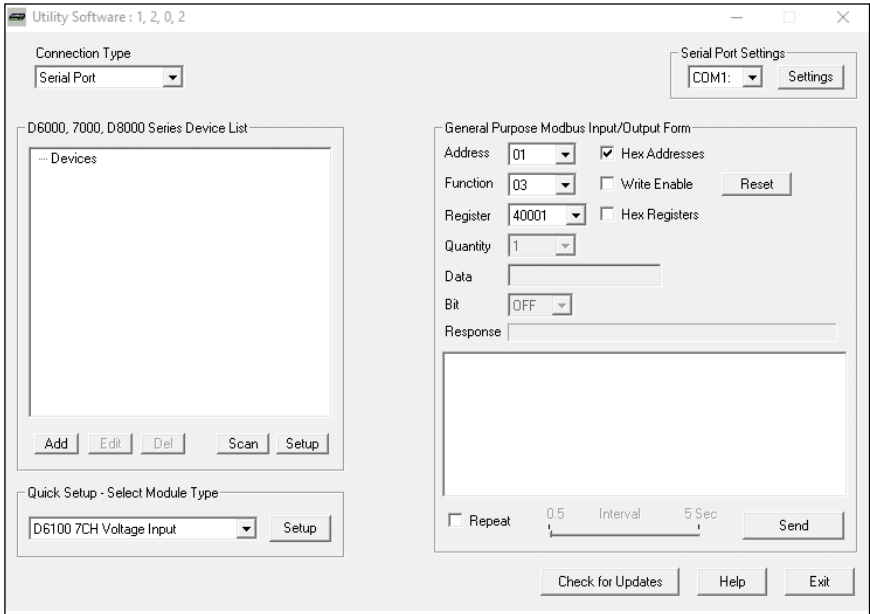 Utility Software : 1, 2, 0, 2
Connection Type
Serial Port
Serial Port Settings
COM1:
Settings
D6000, 7000, D8000 Series Device List
Devices
Add
Edit
Del
Scan
Setup
Quick Setup - Select Module Type
D6100 7CH Voltage Input
Setup
General Purpose Modbus Input/Output Form
Address 01 Hex Addresses
Function 03 Write Enable Reset
Register 40001 Hex Registers
Quantity 1
Data
Bit OFF
Response
Repeat 0.5 Interval 5 Sec Send
Check for Updates Help Exit